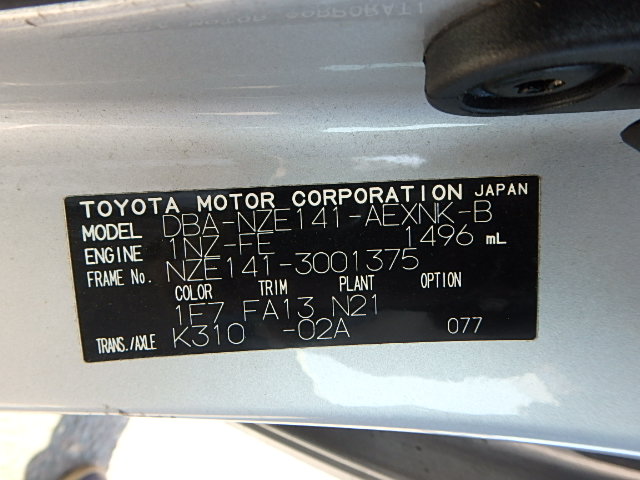 TOYOTA MOTOR CORPORATION JAPAN
MODEL DBA-NZE141-AEXNK-B
ENGINE 1NZ-FE 1496 mL
FRAME No. NZE141-3001375
COLOR TRIM PLANT OPTION
1F7 FA13 N21
TRANS./AXLE K310 -02A 077